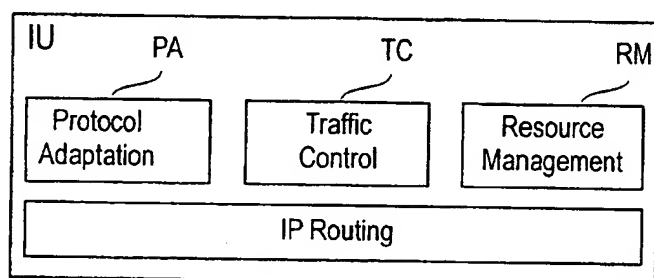 IU
PA
TC
RM
Protocol
Adaptation
Traffic
Control
Resource
Management
IP Routing